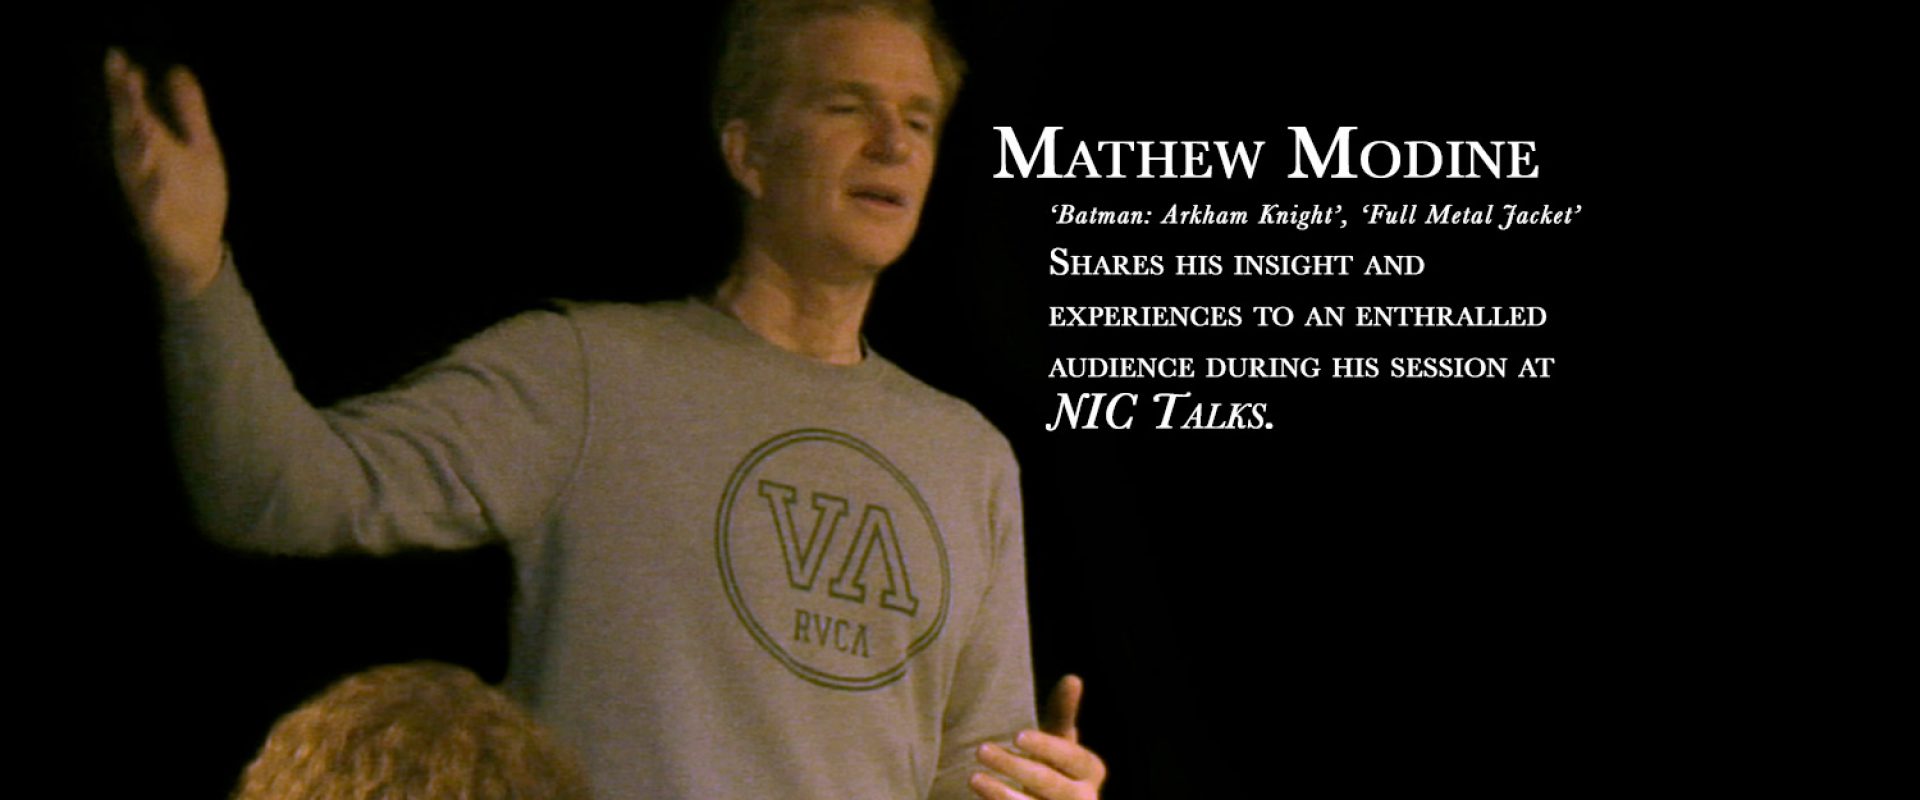 MATHEW MODINE
‘Batman: Arkham Knight’, ‘Full Metal Jacket’
SHARES HIS INSIGHT AND
EXPERIENCES TO AN ENTHRALLED
AUDIENCE DURING HIS SESSION AT
NIC TALKS.
VA
RVCA